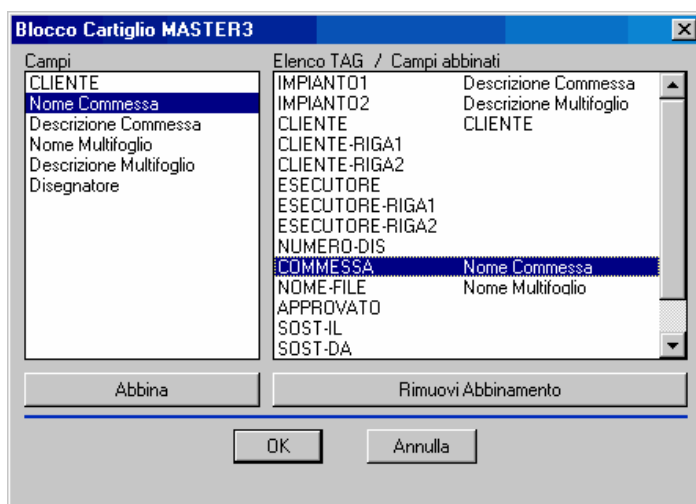 Blocco Cartiglio MASTER3
Campi
CLIENTE
Nome Commessa
Descrizione Commessa
Nome Multifoglio
Descrizione Multifoglio
Disegnatore
Elenco TAG / Campi abbinati
IMPIANTO1 Descrizione Commessa
IMPIANTO2 Descrizione Multifoglio
CLIENTE CLIENTE
CLIENTE-RIGA1
CLIENTE-RIGA2
ESECUTORE
ESECUTORE-RIGA1
ESECUTORE-RIGA2
NUMERO-DIS
COMMESSA Nome Commessa
NOME-FILE Nome Multifoglio
APPROVATO
SOST-IL
SOST-DA
Abbina
Rimuovi Abbinamento
OK
Annulla